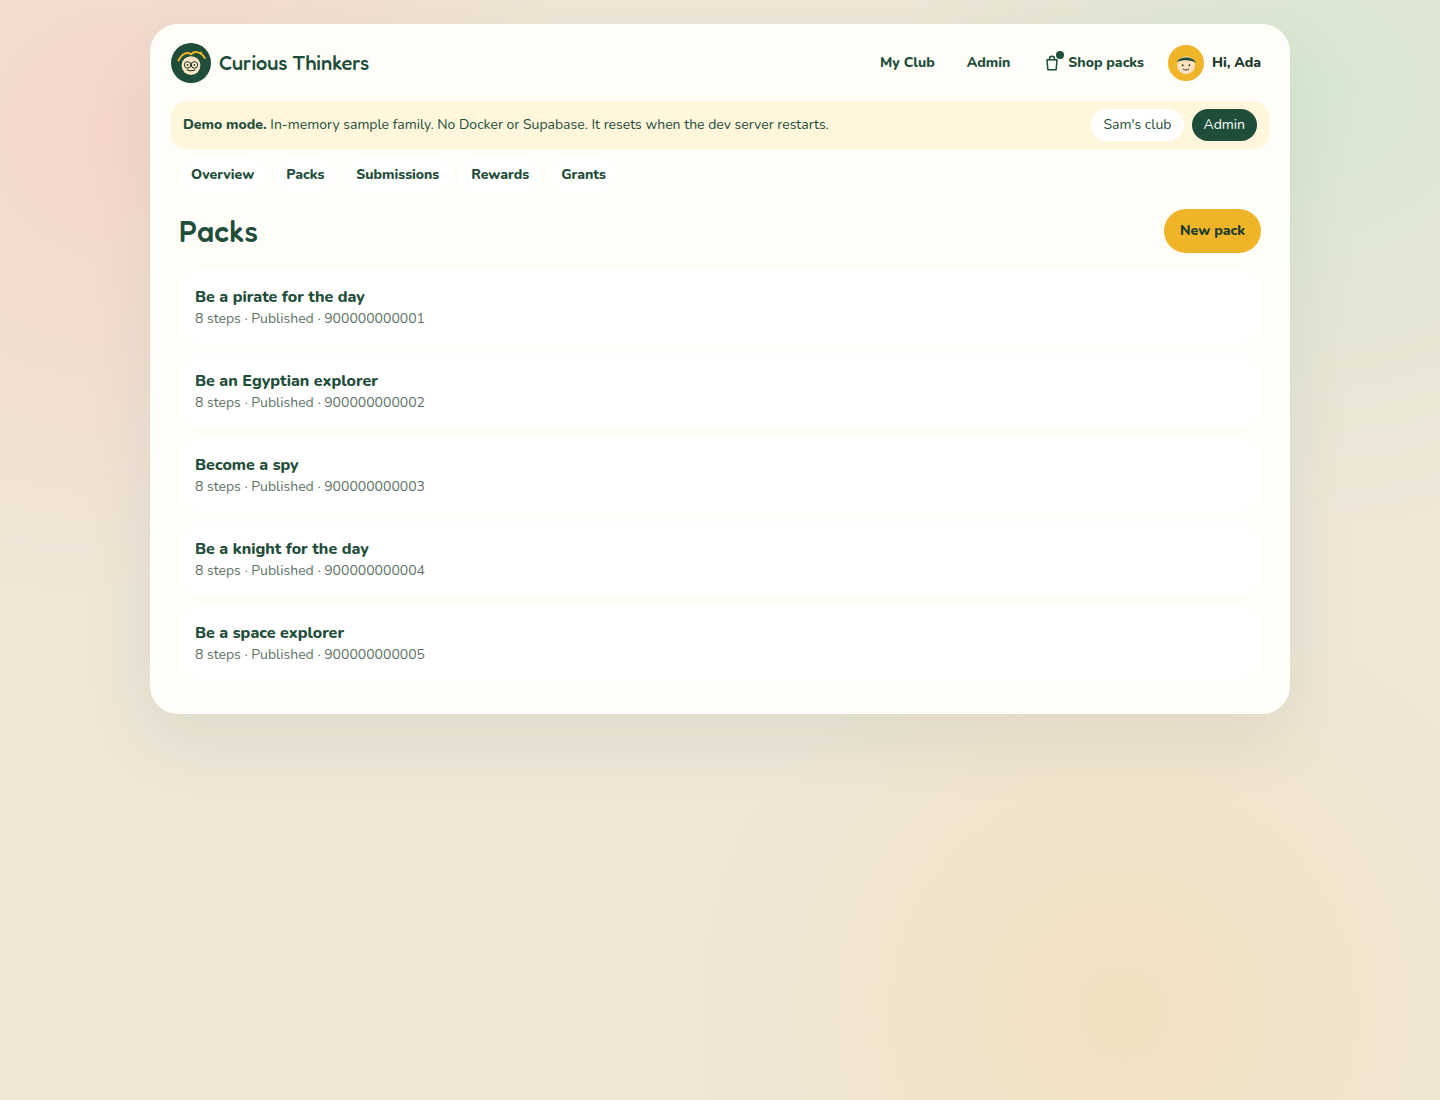 Curious Thinkers
My Club
Admin
Shop packs
Hi, Ada
Demo mode. In-memory sample family. No Docker or Supabase. It resets when the dev server restarts.
Sam's club
Admin
Overview
Packs
Submissions
Rewards
Grants
Packs
New pack
Be a pirate for the day
8 steps · Published · 900000000001
Be an Egyptian explorer
8 steps · Published · 900000000002
Become a spy
8 steps · Published · 900000000003
Be a knight for the day
8 steps · Published · 900000000004
Be a space explorer
8 steps · Published · 900000000005